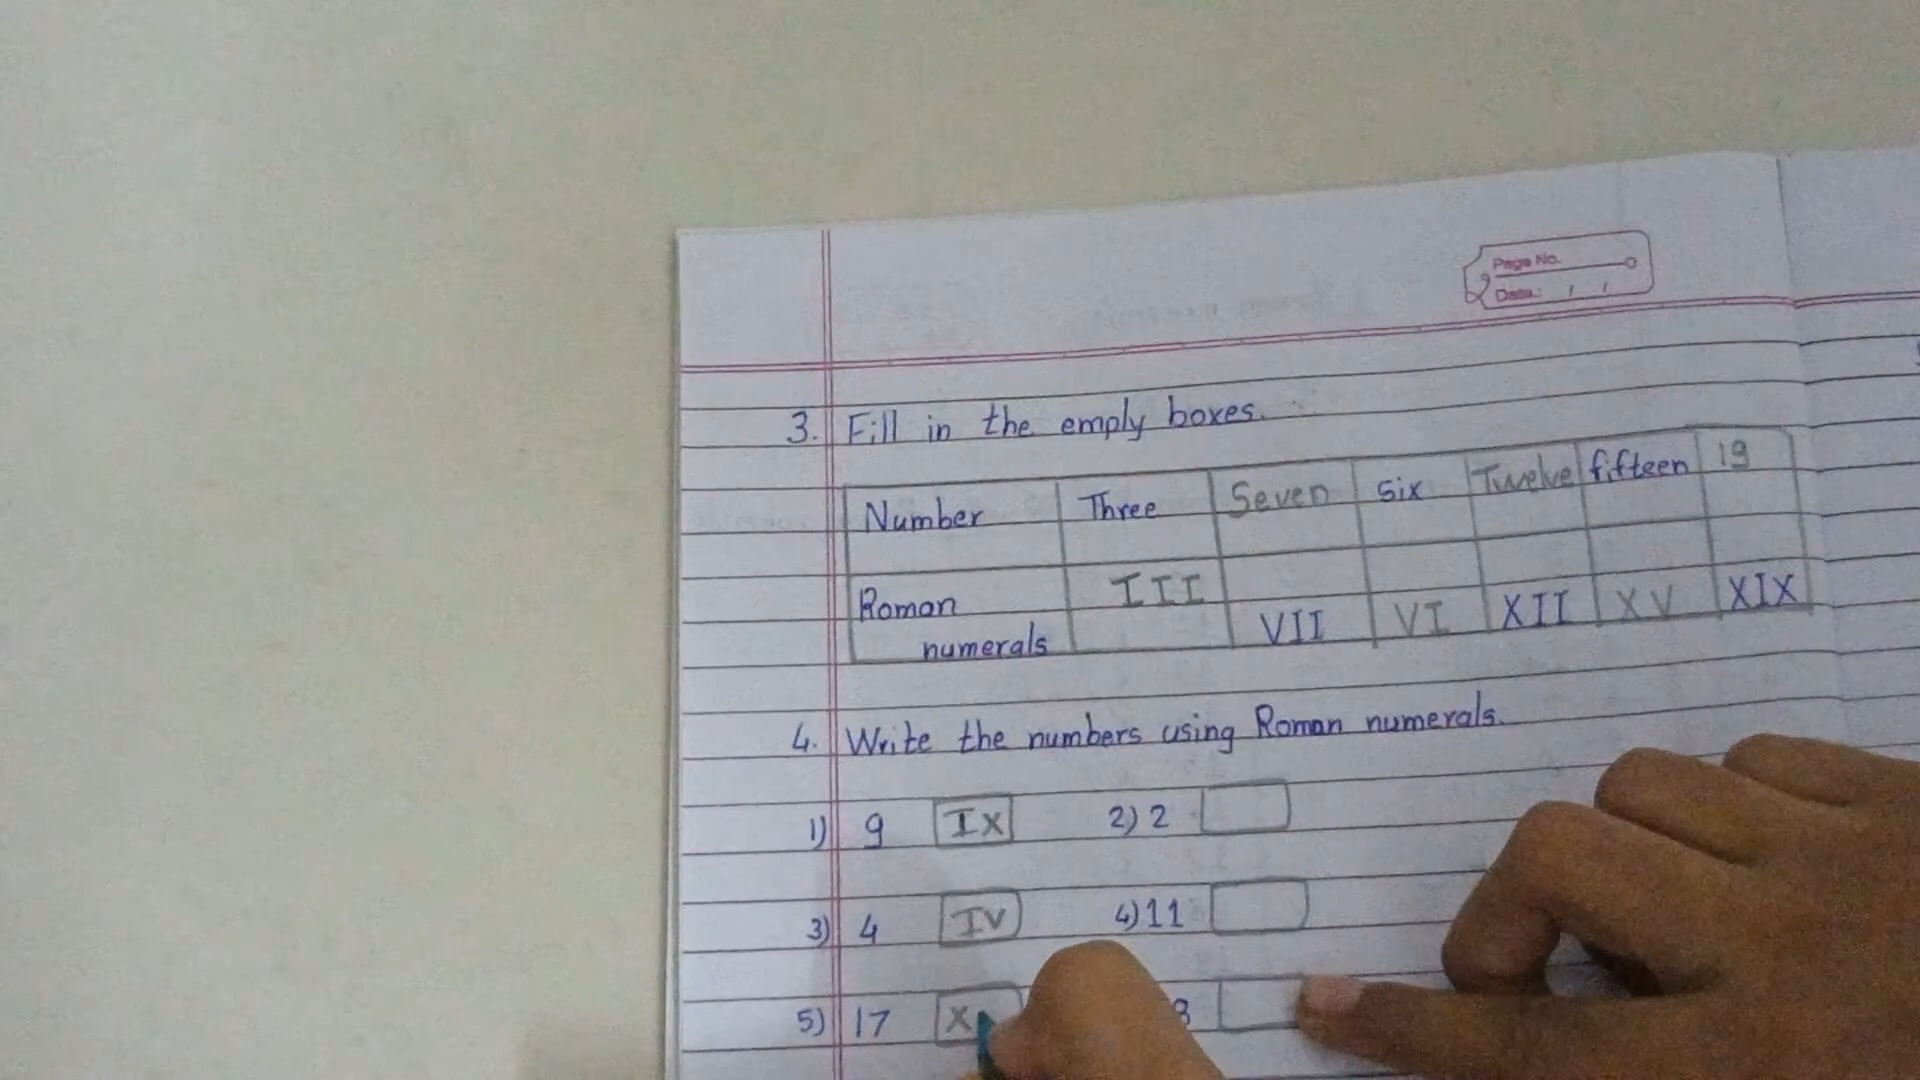 Page No.
Date:
3. Fill in the emply boxes.
Number Three Seven six Twelve fifteen 19
Roman numerals III VII VI XII XV XIX
4. Write the numbers using Roman numerals.
1) 9 IX 2) 2
3) 4 IV 4) 11
5) 17 X